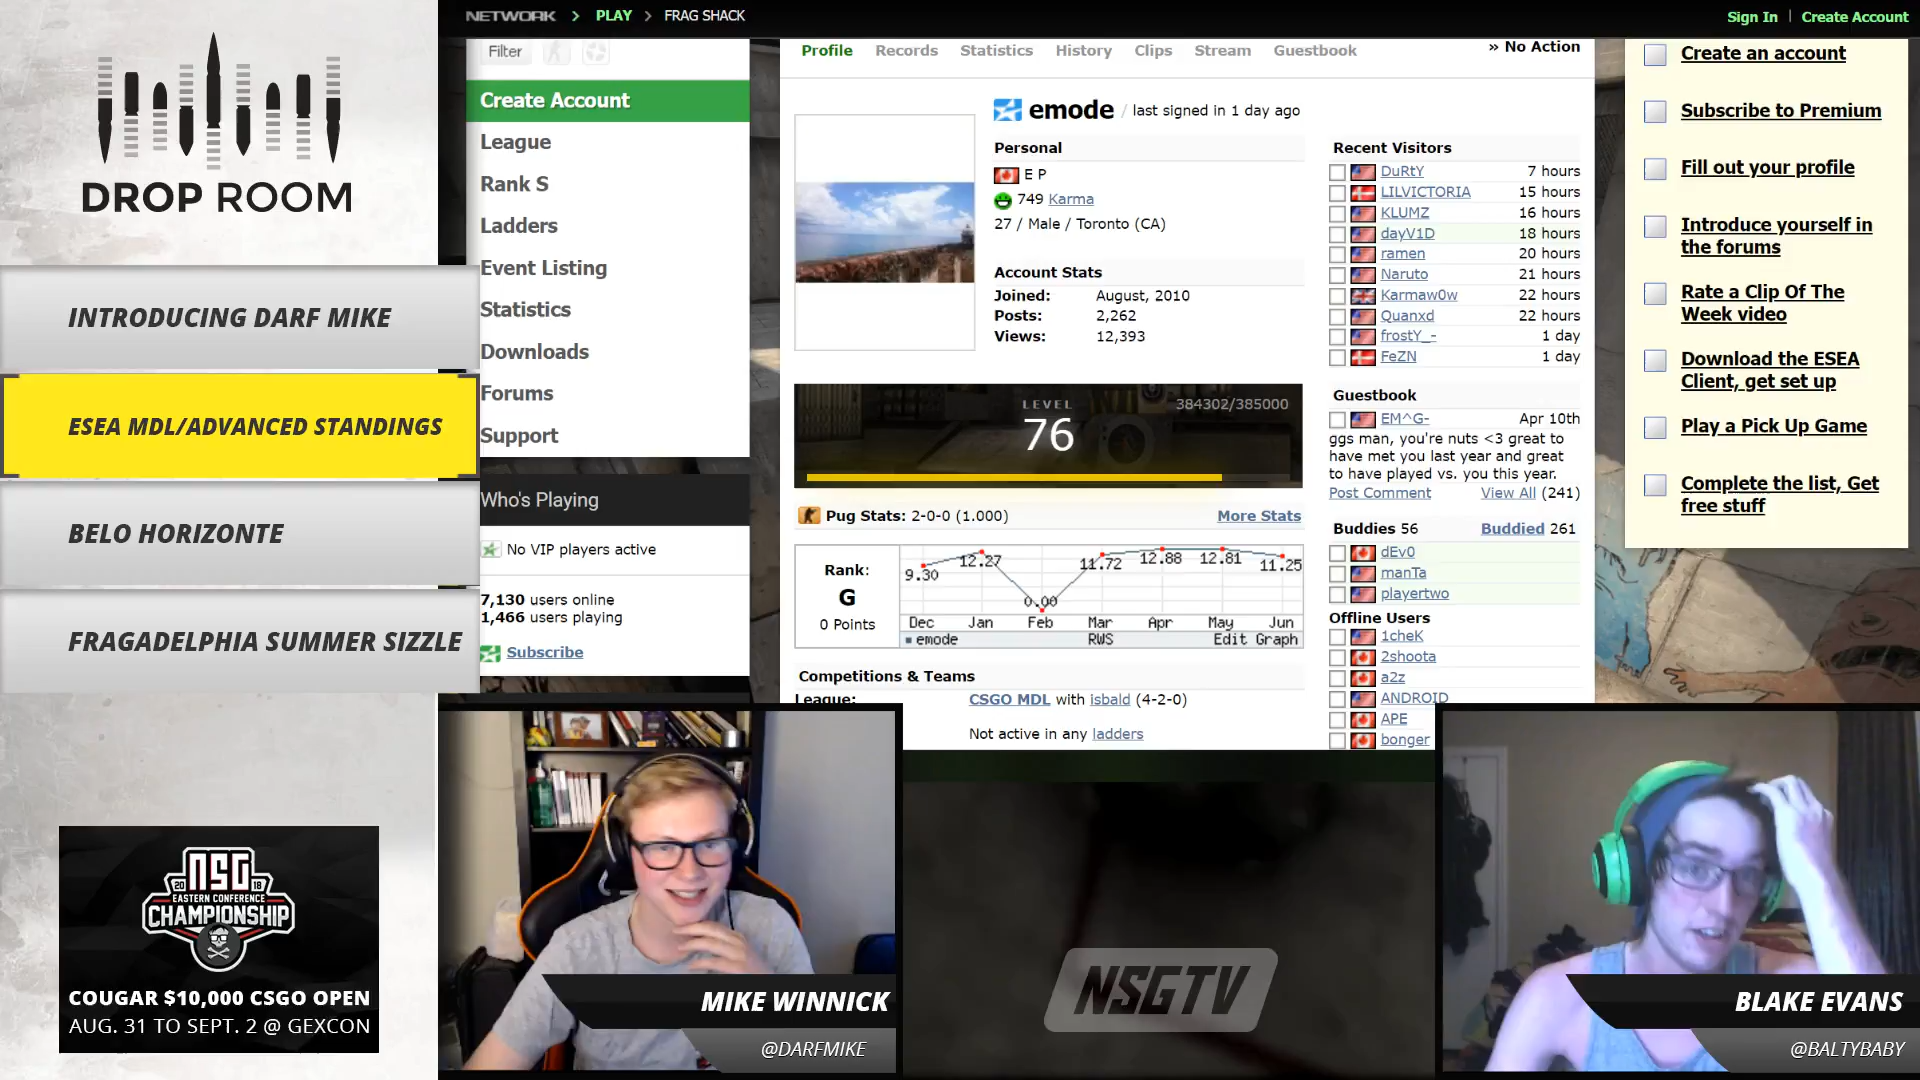 DROP ROOM
INTRODUCING DARF MIKE
ESEA MDL/ADVANCED STANDINGS
BELO HORIZONTE
FRAGADELPHIA SUMMER SIZZLE
NSG
20 18
EASTERN CONFERENCE
CHAMPIONSHIP
COUGAR $10,000 CSGO OPEN
AUG. 31 TO SEPT. 2 @ GEXCON
NETWORK > PLAY > FRAG SHACK
Sign In | Create Account
Filter
Create Account
League
Rank S
Ladders
Event Listing
Statistics
Downloads
Forums
Support
Who's Playing
No VIP players active
7,130 users online
1,466 users playing
Subscribe
Profile Records Statistics History Clips Stream Guestbook
» No Action
emode / last signed in 1 day ago
Personal
E P
749 Karma
27 / Male / Toronto (CA)
Account Stats
Joined: August, 2010
Posts: 2,262
Views: 12,393
LEVEL
76
384302/385000
Pug Stats: 2-0-0 (1.000) More Stats
Rank:
G
0 Points
9.30 12.27 0.00 11.72 12.88 12.81 11.25
Dec Jan Feb Mar Apr May Jun
emode RWS Edit Graph
Competitions & Teams
League: CSGO MDL with isbald (4-2-0)
Not active in any ladders
Recent Visitors
DuRtY 7 hours
LILVICTORIA 15 hours
KLUMZ 16 hours
dayV1D 18 hours
ramen 20 hours
Naruto 21 hours
Karmaw0w 22 hours
Quanxd 22 hours
frostY_- 1 day
FeZN 1 day
Guestbook
EM^G- Apr 10th
ggs man, you're nuts <3 great to
have met you last year and great
to have played vs. you this year.
Post Comment View All (241)
Buddies 56 Buddied 261
dEv0
manTa
playertwo
Offline Users
1cheK
2shoota
a2z
ANDROID
APE
bonger
Create an account
Subscribe to Premium
Fill out your profile
Introduce yourself in
the forums
Rate a Clip Of The
Week video
Download the ESEA
Client, get set up
Play a Pick Up Game
Complete the list, Get
free stuff
MIKE WINNICK
@DARFMIKE
NSGTV
BLAKE EVANS
@BALTYBABY